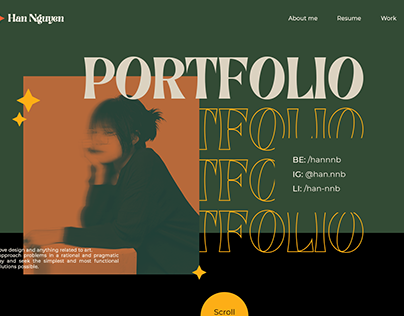 Han Nguyen
About me
Resume
Work
PORTFOLIO
TFOLIO
BE: /hannnb
TFO
IG: @han.nnb
LI: /han-nnb
TFOLIO
ove design and anything related to art.
approach problems in a rational and pragmatic
ay and seek the simplest and most functional
lutions possible.
Scroll